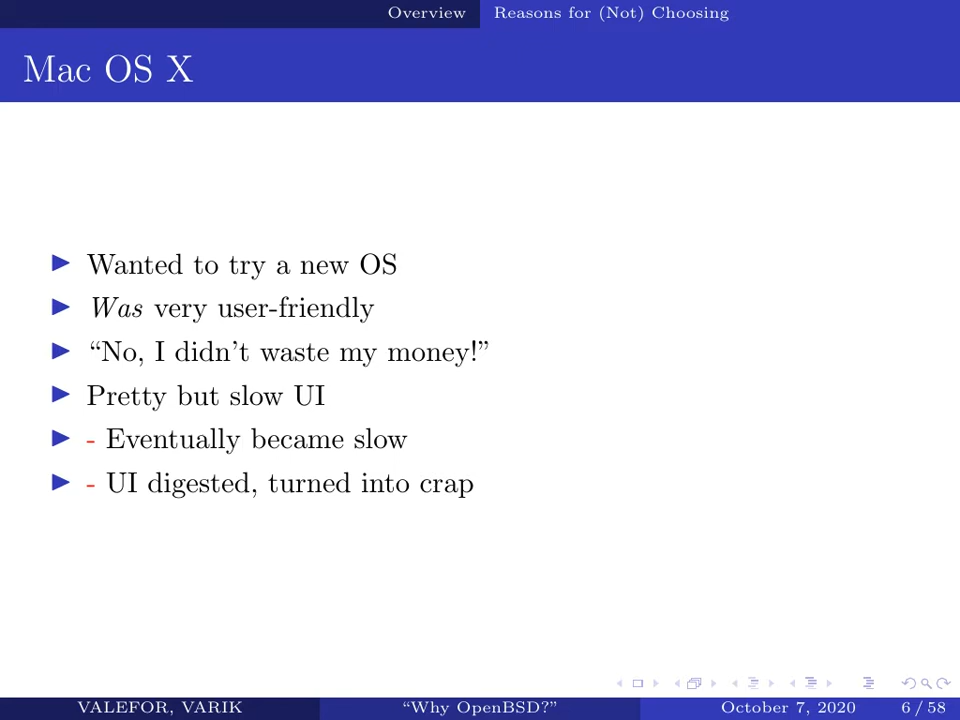 Overview
Reasons for (Not) Choosing
Mac OS X
Wanted to try a new OS
Was very user-friendly
“No, I didn’t waste my money!”
Pretty but slow UI
- Eventually became slow
- UI digested, turned into crap
VALEFOR, VARIK
“Why OpenBSD?”
October 7, 2020
6 / 58